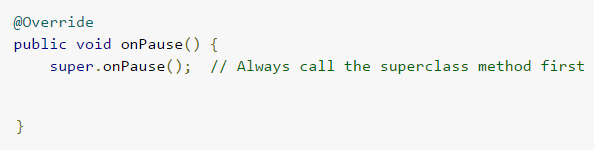 @Override
public void onPause() {
    super.onPause();  // Always call the superclass method first
}